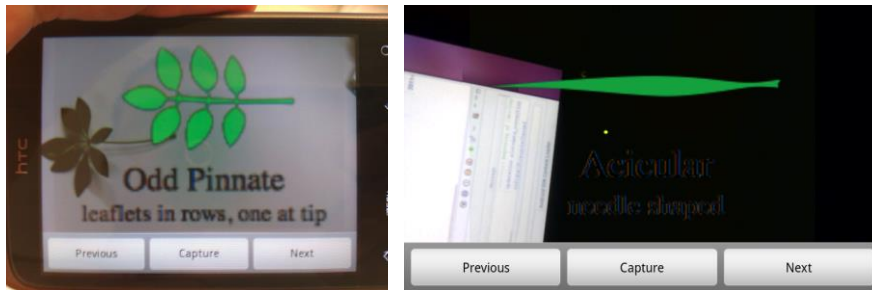 hTC
Odd Pinnate
leaflets in rows, one at tip
Previous
Capture
Next
Acicular
needle shaped
Previous
Capture
Next